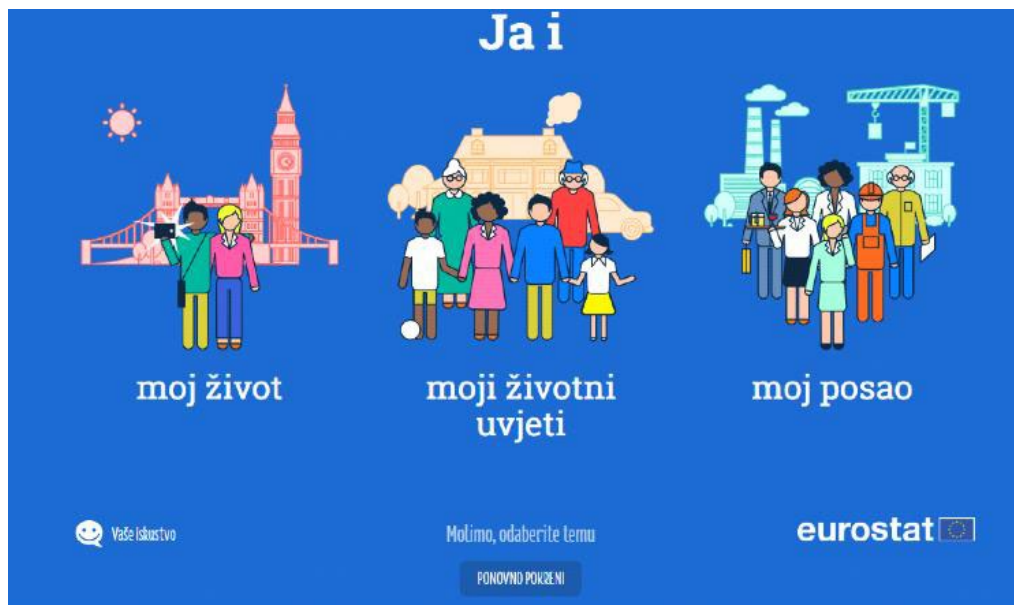 Ja i
moj život
moji životni
uvjeti
moj posao
Vaše iskustvo
Molimo, odaberite temu
eurostat
PONOVNO POKRENI